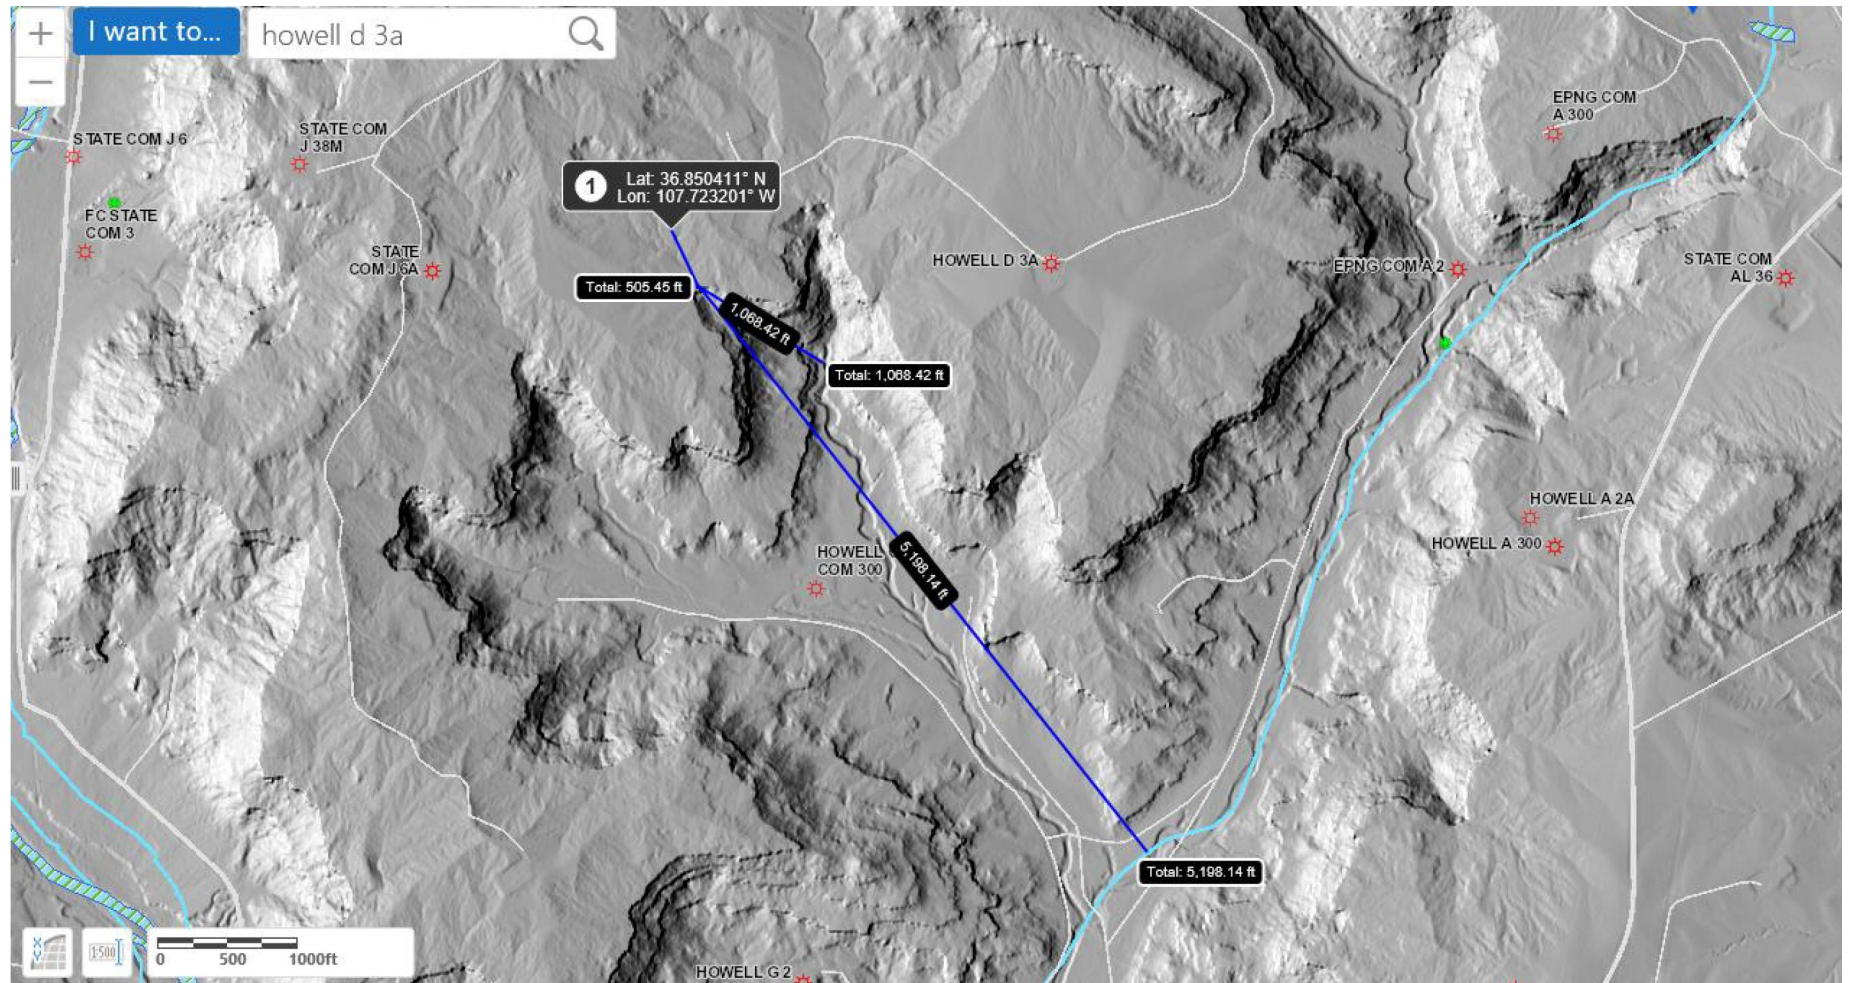 I want to...
howell d 3a
EPNG COM
A 300
STATE COM
J 38M
STATE COM J 6
1
Lat: 36.850411° N
Lon: 107.723201° W
FC STATE
COM 3
STATE
COM J 6A
HOWELL D 3A
EPNG COM A 2
STATE COM
AL 36
Total: 505.45 ft
1,068.42 ft
Total: 1,068.42 ft
HOWELL A 2A
HOWELL A 300
HOWELL
COM 300
5,198.14 ft
Total: 5,198.14 ft
1:500
0 500 1000ft
HOWELL G 2